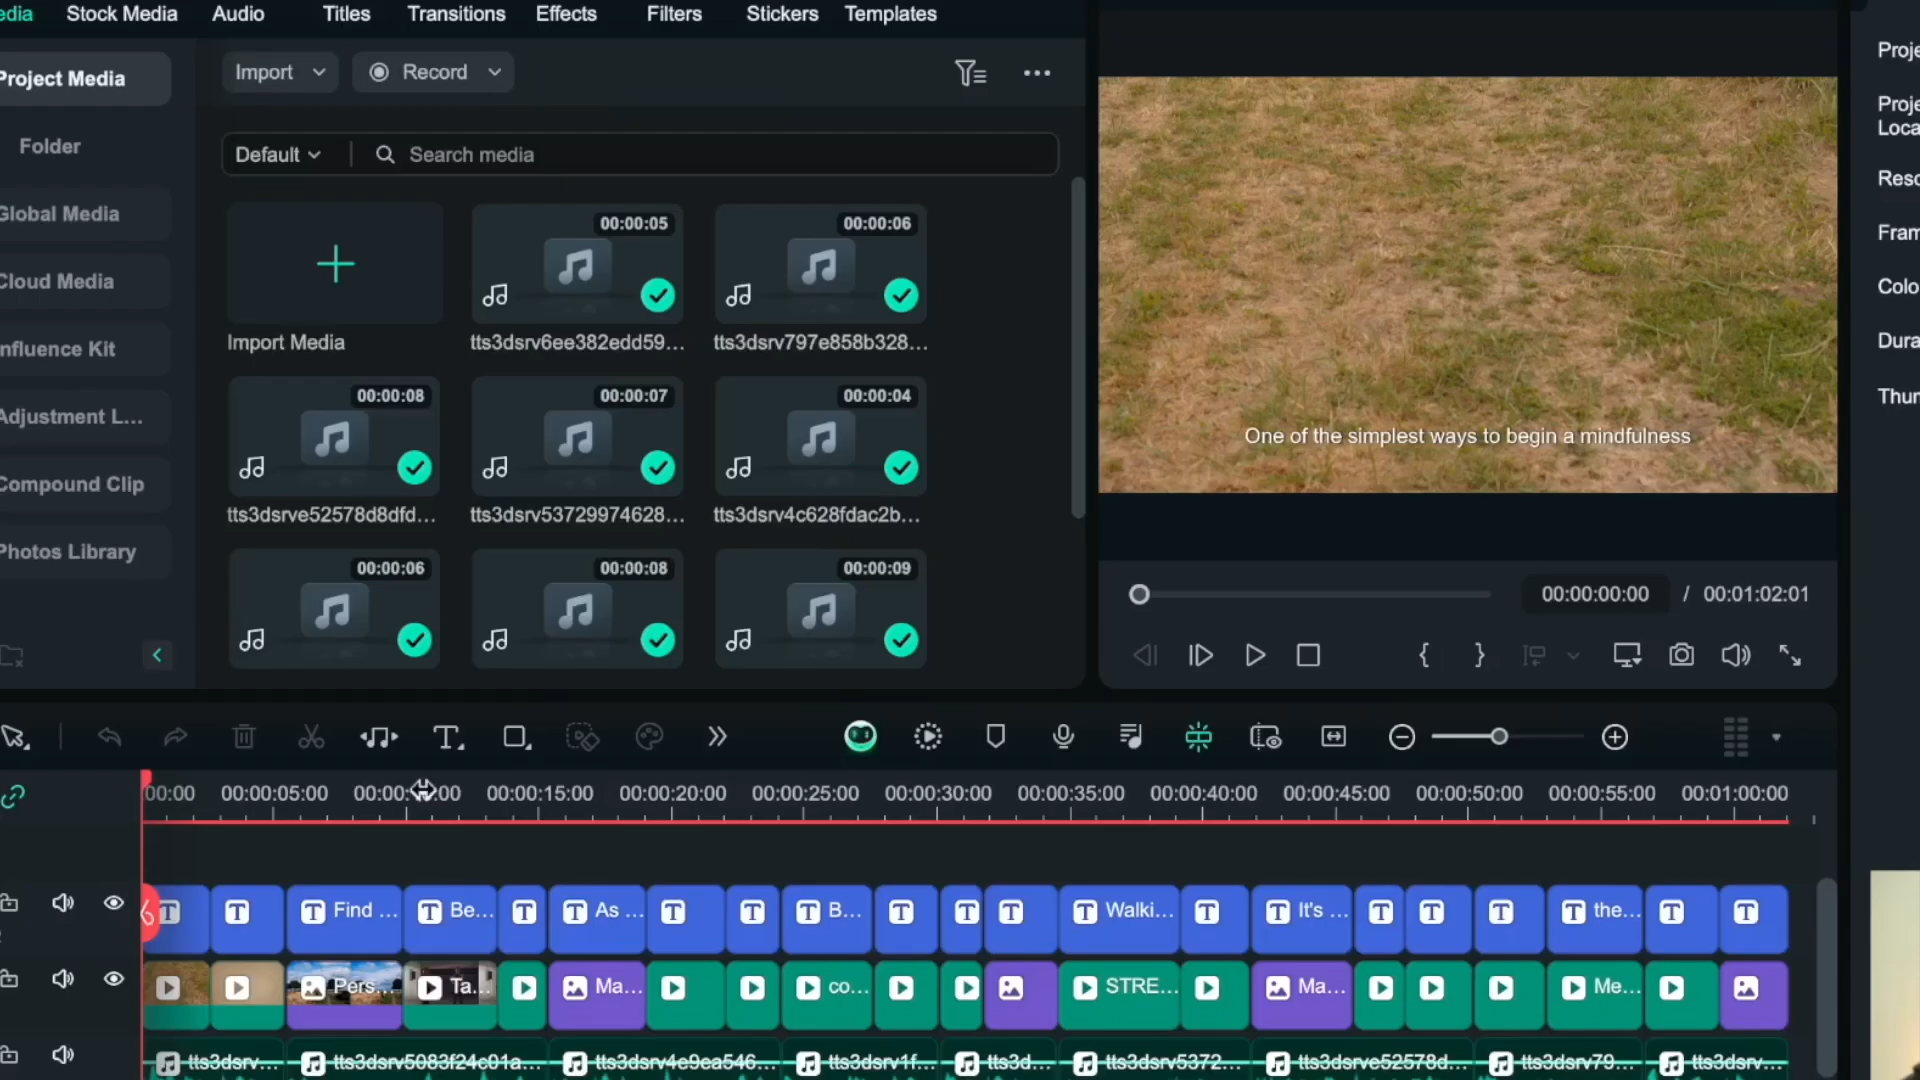 edia Stock Media Audio Titles Transitions Effects Filters Stickers Templates
Project Media
Folder
Global Media
Cloud Media
nfluence Kit
Adjustment L...
Compound Clip
Photos Library
Import Record
Default Search media
Import Media
00:00:05
tts3dsrv6ee382edd59...
00:00:06
tts3dsrv797e858b328...
00:00:08
tts3dsrve52578d8dfd...
00:00:07
tts3dsrv53729974628...
00:00:04
tts3dsrv4c628fdac2b...
00:00:06
00:00:08
00:00:09
One of the simplest ways to begin a mindfulness
00:00:00:00 / 00:01:02:01
Proje
Proje
Loca
Reso
Fram
Colo
Dura
Thum
00:00 00:00:05:00 00:00:15:00 00:00:20:00 00:00:25:00 00:00:30:00 00:00:35:00 00:00:40:00 00:00:45:00 00:00:50:00 00:00:55:00 00:01:00:00
Find ... Be... As ... B... Walki... It's ... the...
Pers... Ta... Ma... co... STRE... Ma... Me...
tts3dsrv... tts3dsrv5083f24c01a... tts3dsrv4e9ea546... tts3dsrv1f... tts3d... tts3dsrv5372... tts3dsrve52578d... tts3dsrv79... tts3dsrv...